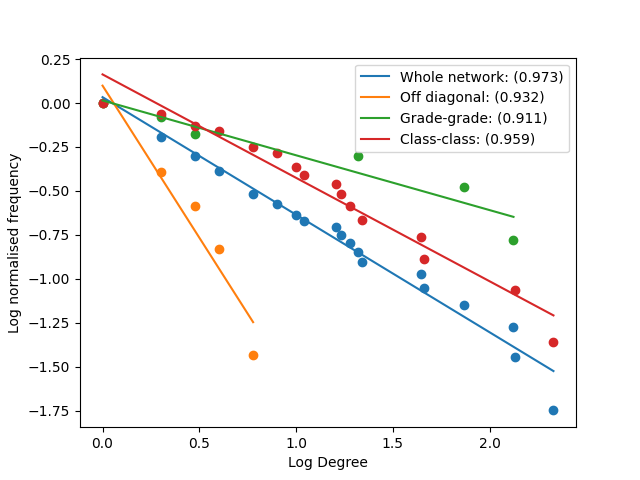 Whole network: (0.973)
Off diagonal: (0.932)
Grade-grade: (0.911)
Class-class: (0.959)
0.25
0.00
−0.25
−0.50
−0.75
−1.00
−1.25
−1.50
−1.75
Log normalised frequency
0.0 0.5 1.0 1.5 2.0
Log Degree